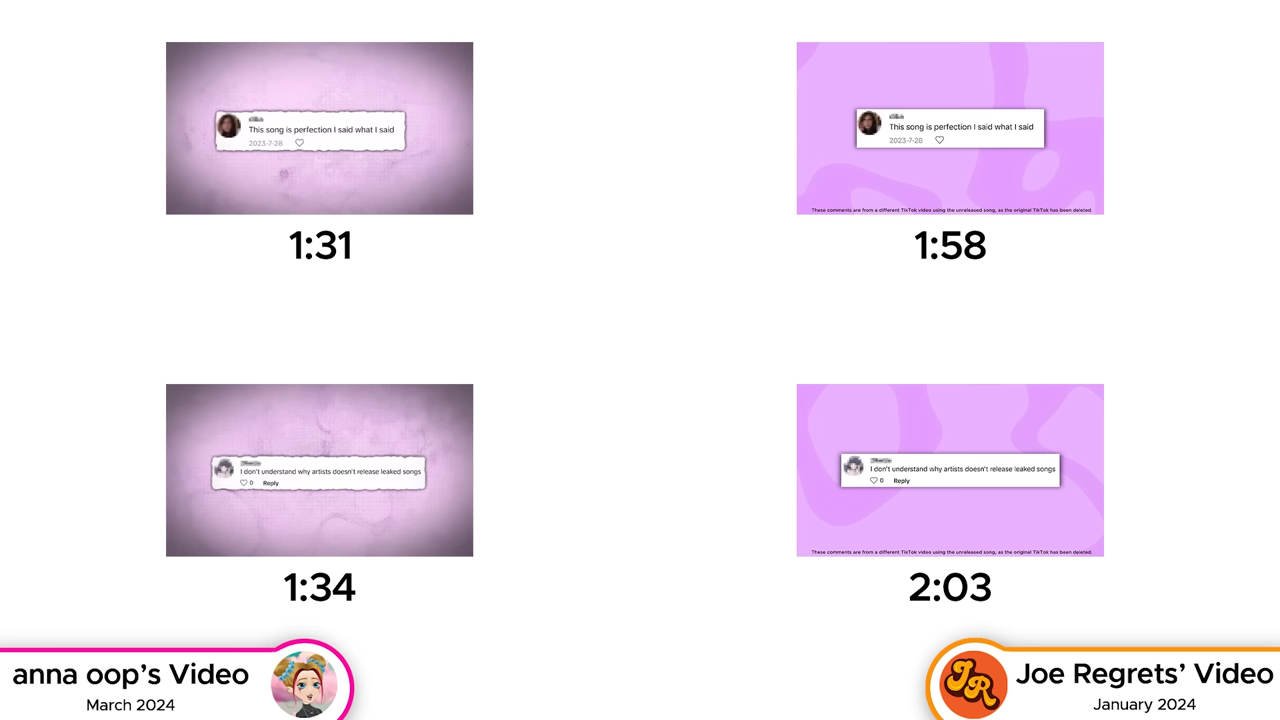 This song is perfection I said what I said
2023-7-28
1:31
This song is perfection I said what I said
2023-7-28
These comments are from a different TikTok video using the unreleased song, as the original TikTok has been deleted.
1:58
I don't understand why artists doesn't release leaked songs
0 Reply
1:34
I don't understand why artists doesn't release leaked songs
0 Reply
These comments are from a different TikTok video using the unreleased song, as the original TikTok has been deleted.
2:03
anna oop's Video
March 2024
JR
Joe Regrets' Video
January 2024